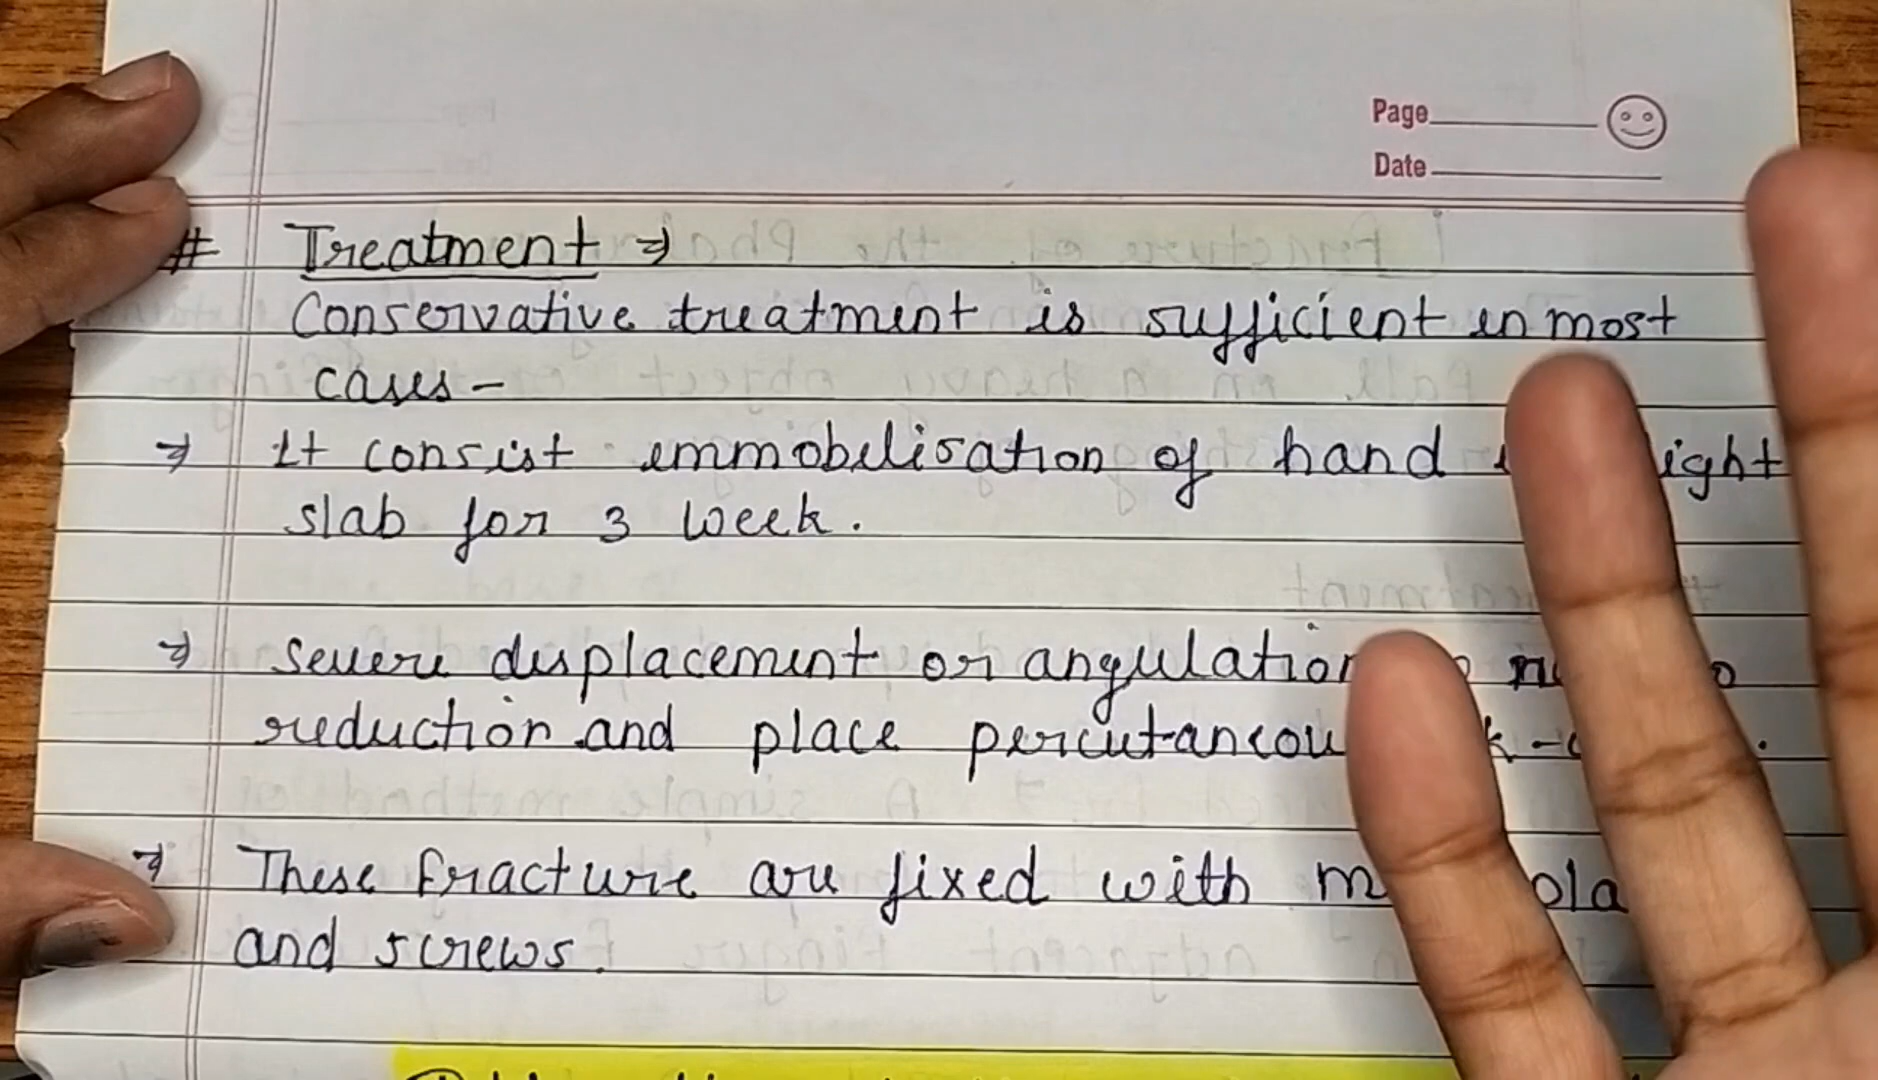 Page
Date
# Treatment ⇒
Conservative treatment is sufficient in most
cases -
⇒ It consist immobilisation of hand
slab for 3 week.
⇒ Severe displacement or angulation
reduction and place percutaneou
⇒ These fracture are fixed with
and screws.